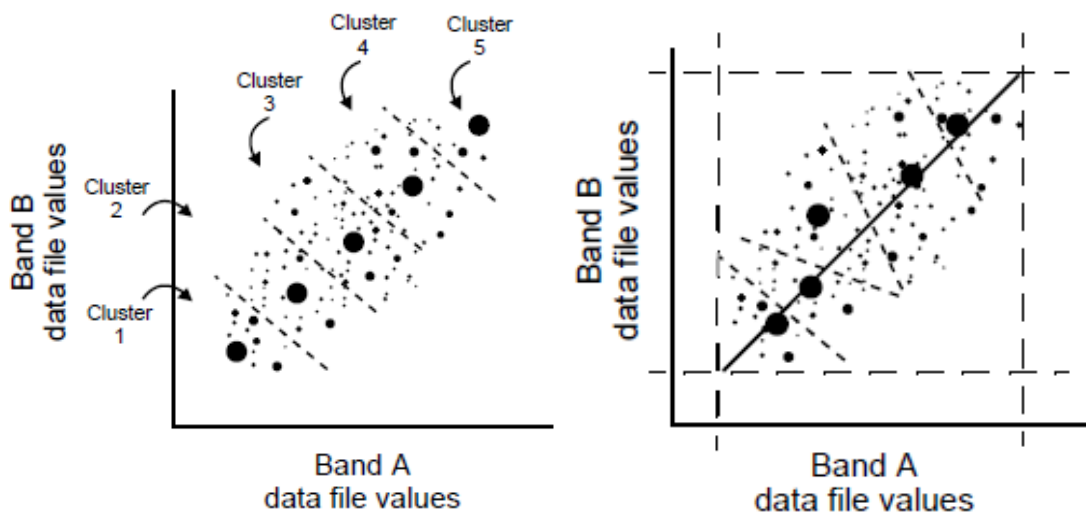 Cluster
5
Cluster
4
Cluster
3
Cluster
2
Cluster
1
Band B
data file values
Band A
data file values
Band B
data file values
Band A
data file values